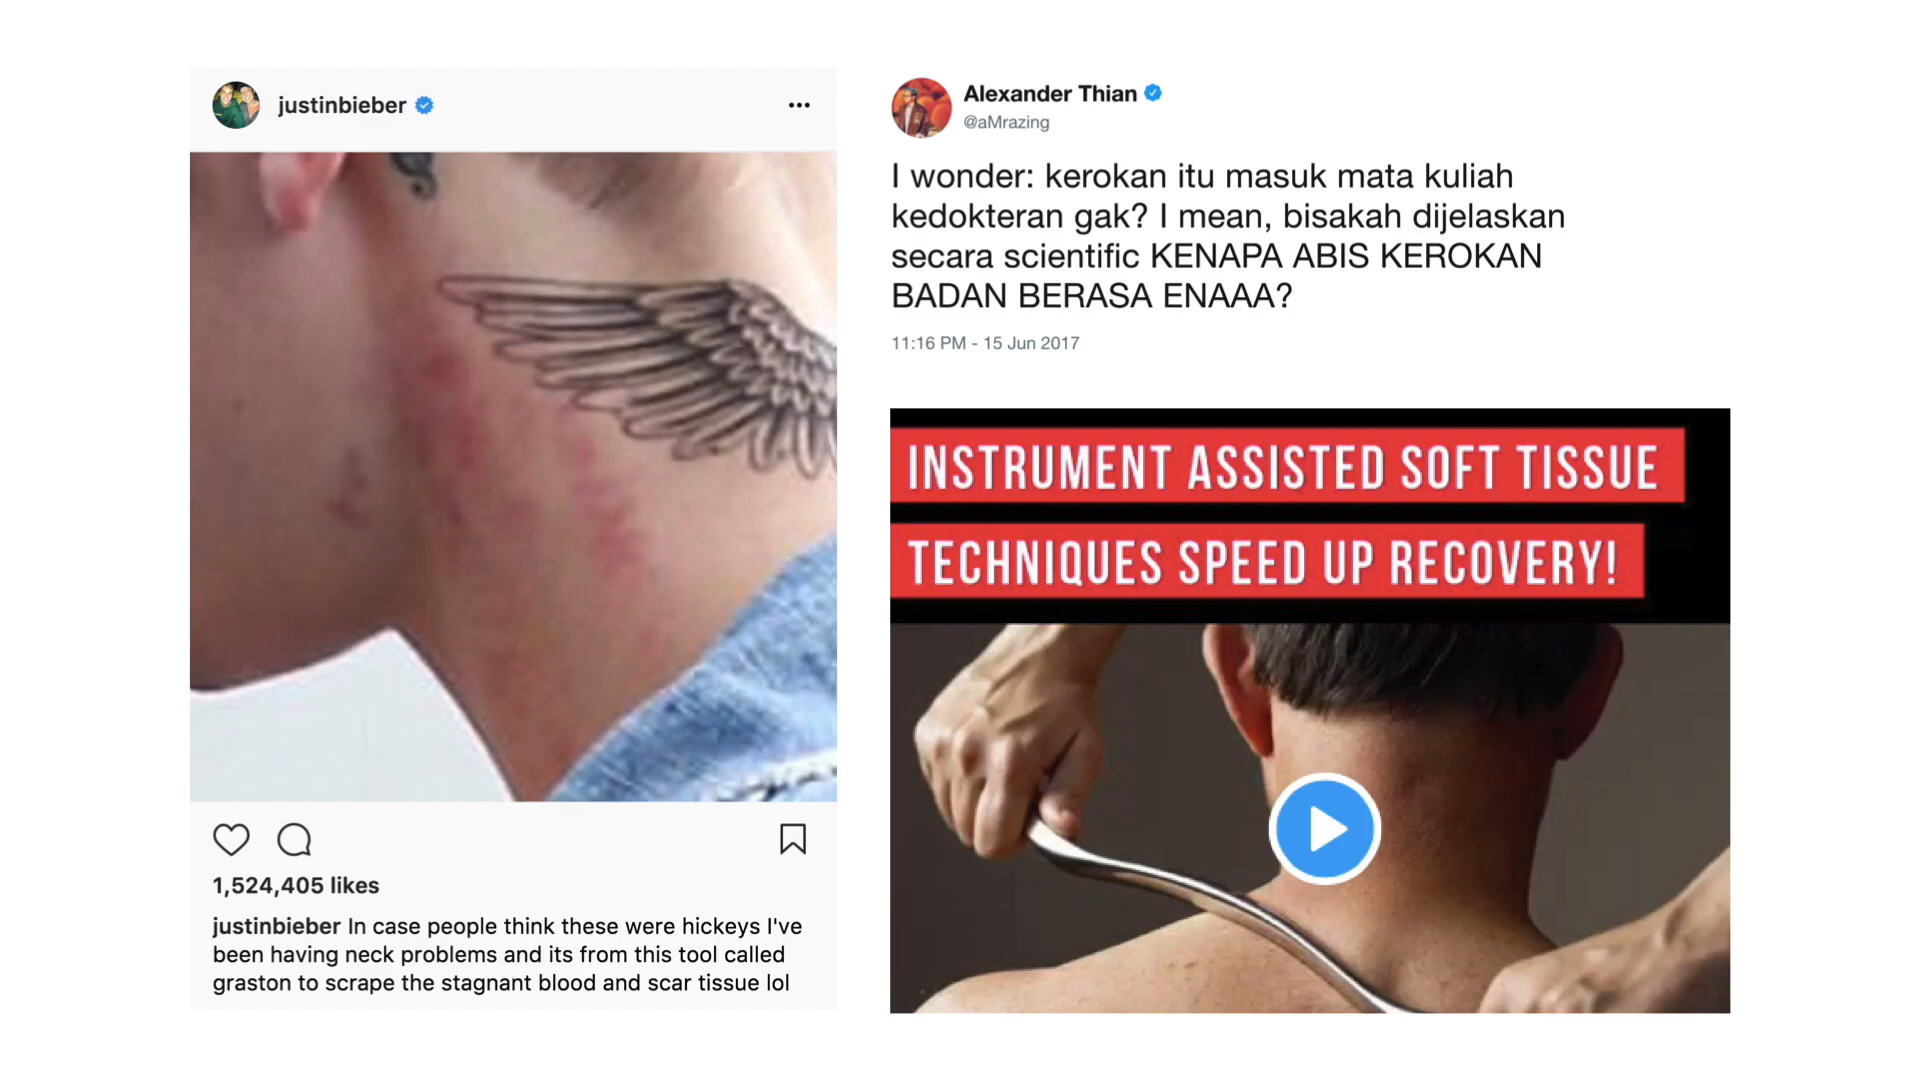 justinbieber
1,524,405 likes
justinbieber In case people think these were hickeys I've
been having neck problems and its from this tool called
graston to scrape the stagnant blood and scar tissue lol
Alexander Thian
@aMrazing
I wonder: kerokan itu masuk mata kuliah
kedokteran gak? I mean, bisakah dijelaskan
secara scientific KENAPA ABIS KEROKAN
BADAN BERASA ENAAA?
11:16 PM - 15 Jun 2017
INSTRUMENT ASSISTED SOFT TISSUE
TECHNIQUES SPEED UP RECOVERY!